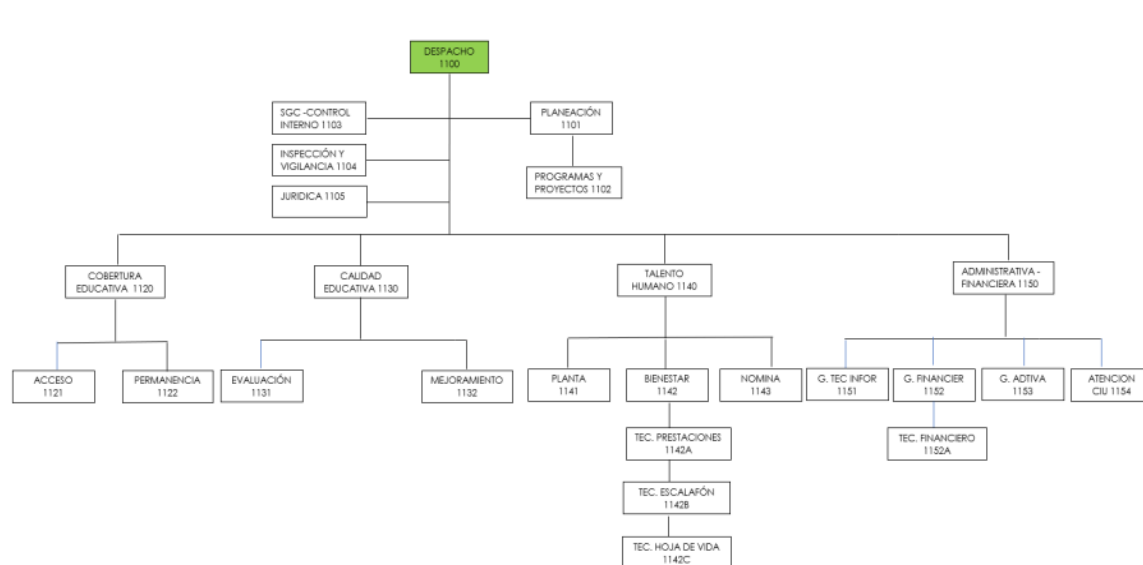 DESPACHO
1100
SGC -CONTROL
INTERNO 1103
PLANEACIÓN
1101
INSPECCIÓN Y
VIGILANCIA 1104
PROGRAMAS Y
PROYECTOS 1102
JURIDICA 1105
COBERTURA
EDUCATIVA 1120
CALIDAD
EDUCATIVA 1130
TALENTO
HUMANO 1140
ADMINISTRATIVA -
FINANCIERA 1150
ACCESO
1121
PERMANENCIA
1122
EVALUACIÓN
1131
MEJORAMIENTO
1132
PLANTA
1141
BIENESTAR
1142
NOMINA
1143
G. TEC INFOR
1151
G. FINANCIER
1152
G. ADTIVA
1153
ATENCION
CIU 1154
TEC. PRESTACIONES
1142A
TEC. FINANCIERO
1152A
TEC. ESCALAFÓN
1142B
TEC. HOJA DE VIDA
1142C